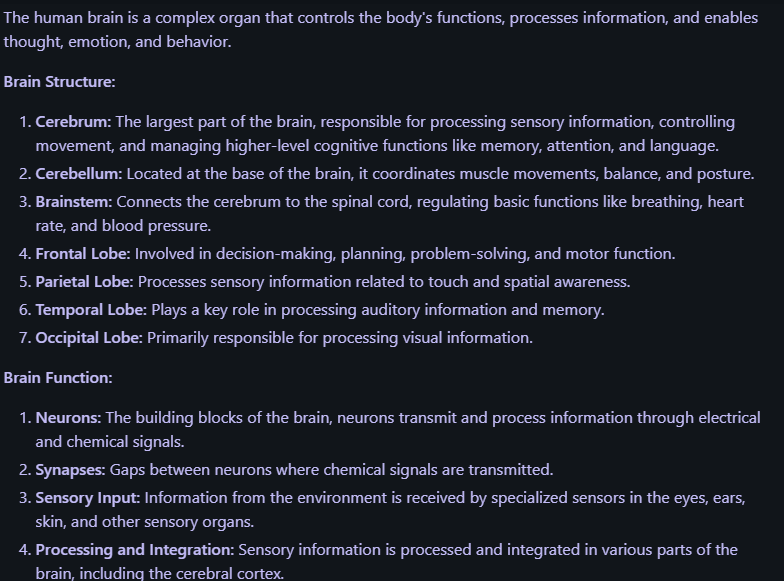 The human brain is a complex organ that controls the body's functions, processes information, and enables
thought, emotion, and behavior.
Brain Structure:
1. Cerebrum: The largest part of the brain, responsible for processing sensory information, controlling
movement, and managing higher-level cognitive functions like memory, attention, and language.
2. Cerebellum: Located at the base of the brain, it coordinates muscle movements, balance, and posture.
3. Brainstem: Connects the cerebrum to the spinal cord, regulating basic functions like breathing, heart
rate, and blood pressure.
4. Frontal Lobe: Involved in decision-making, planning, problem-solving, and motor function.
5. Parietal Lobe: Processes sensory information related to touch and spatial awareness.
6. Temporal Lobe: Plays a key role in processing auditory information and memory.
7. Occipital Lobe: Primarily responsible for processing visual information.
Brain Function:
1. Neurons: The building blocks of the brain, neurons transmit and process information through electrical
and chemical signals.
2. Synapses: Gaps between neurons where chemical signals are transmitted.
3. Sensory Input: Information from the environment is received by specialized sensors in the eyes, ears,
skin, and other sensory organs.
4. Processing and Integration: Sensory information is processed and integrated in various parts of the
brain, including the cerebral cortex.